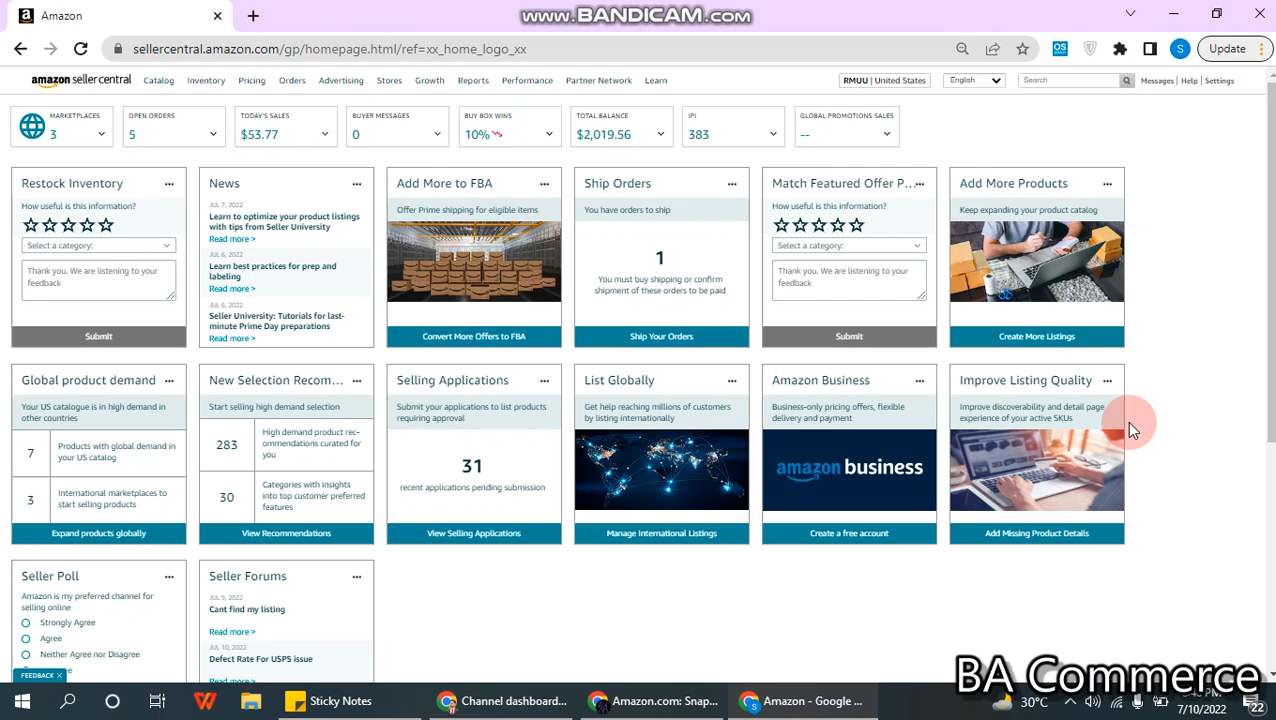 Amazon
www.BANDICAM.com
sellercentral.amazon.com/gp/homepage.html/ref=xx_home_logo_xx
Update
amazon seller central Catalog Inventory Pricing Orders Advertising Stores Growth Reports Performance Partner Network Learn RMUU | United States English Search Messages | Help | Settings
MARKETPLACES
3
OPEN ORDERS
5
TODAY'S SALES
$53.77
BUYER MESSAGES
0
BUY BOX WINS
10%
TOTAL BALANCE
$2,019.56
IPI
383
GLOBAL PROMOTIONS SALES
--
Restock Inventory
How useful is this information?
Select a category:
Thank you. We are listening to your
feedback
Submit
News
JUL 7, 2022
Learn to optimize your product listings
with tips from Seller University
Read more >
JUL 6, 2022
Learn best practices for prep and
labeling
Read more >
JUL 6, 2022
Seller University: Tutorials for last-
minute Prime Day preparations
Read more >
Add More to FBA
Offer Prime shipping for eligible items
Convert More Offers to FBA
Ship Orders
You have orders to ship
1
You must buy shipping or confirm
shipment of these orders to be paid
Ship Your Orders
Match Featured Offer P...
How useful is this information?
Select a category:
Thank you. We are listening to your
feedback
Submit
Add More Products
Keep expanding your product catalog
Create More Listings
Global product demand
Your US catalogue is in high demand in
other countries
7
Products with global demand in
your US catalog
3
International marketplaces to
start selling products
Expand products globally
New Selection Recom...
Start selling high demand selection
283
High demand product rec-
ommendations curated for
you
30
Categories with insights
into top customer preferred
features
View Recommendations
Selling Applications
Submit your applications to list products
requiring approval
31
recent applications pending submission
View Selling Applications
List Globally
Get help reaching millions of customers
by listing internationally
Manage International Listings
Amazon Business
Business-only pricing offers, flexible
delivery and payment
amazon business
Create a free account
Improve Listing Quality
Improve discoverability and detail page
experience of your active SKUs
Add Missing Product Details
Seller Poll
Amazon is my preferred channel for
selling online
Strongly Agree
Agree
Neither Agree nor Disagree
FEEDBACK
Seller Forums
JUL 9, 2022
Cant find my listing
Read more >
JUL 10, 2022
Defect Rate For USPS issue
Read more >
BA Commerce
Sticky Notes
Channel dashboard...
Amazon.com: Snap...
Amazon - Google ...
30°C
7/10/2022
22